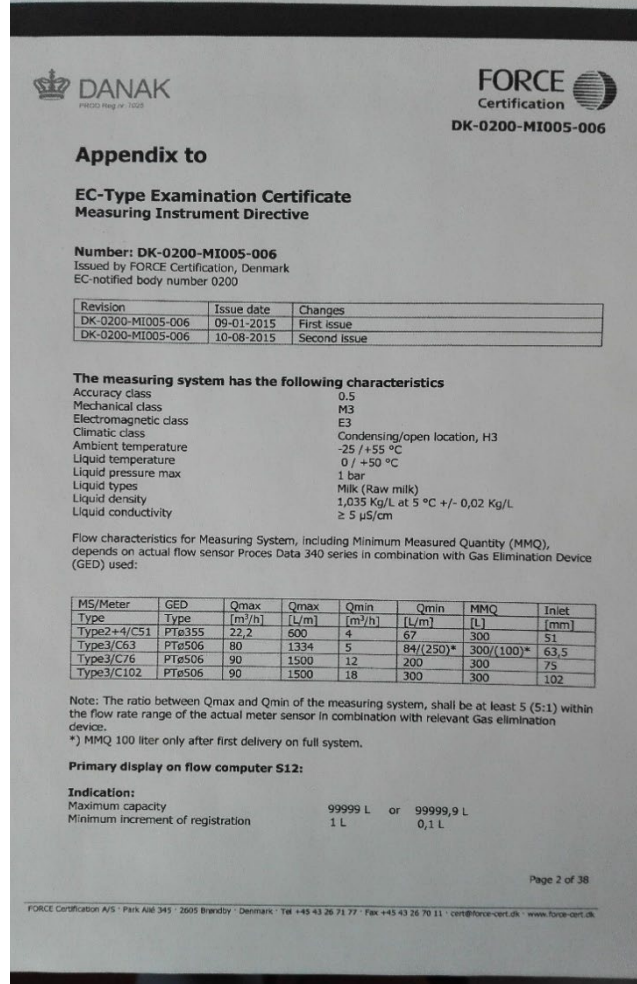 DANAK
PROD Reg.nr. 7025
FORCE
Certification
DK-0200-MI005-006
Appendix to
EC-Type Examination Certificate
Measuring Instrument Directive
Number: DK-0200-MI005-006
Issued by FORCE Certification, Denmark
EC-notified body number 0200
Revision Issue date Changes
DK-0200-MI005-006 09-01-2015 First issue
DK-0200-MI005-006 10-08-2015 Second issue
The measuring system has the following characteristics
Accuracy class 0.5
Mechanical class M3
Electromagnetic class E3
Climatic class Condensing/open location, H3
Ambient temperature -25 /+55 °C
Liquid temperature 0 / +50 °C
Liquid pressure max 1 bar
Liquid types Milk (Raw milk)
Liquid density 1,035 Kg/L at 5 °C +/- 0,02 Kg/L
Liquid conductivity ≥ 5 µS/cm
Flow characteristics for Measuring System, including Minimum Measured Quantity (MMQ),
depends on actual flow sensor Proces Data 340 series in combination with Gas Elimination Device
(GED) used:
MS/Meter GED Qmax Qmax Qmin Qmin MMQ Inlet
Type Type [m³/h] [L/m] [m³/h] [L/m] [L] [mm]
Type2+4/C51 PTø355 22,2 600 4 67 300 51
Type3/C63 PTø506 80 1334 5 84/(250)* 300/(100)* 63,5
Type3/C76 PTø506 90 1500 12 200 300 75
Type3/C102 PTø506 90 1500 18 300 300 102
Note: The ratio between Qmax and Qmin of the measuring system, shall be at least 5 (5:1) within
the flow rate range of the actual meter sensor in combination with relevant Gas elimination
device.
*) MMQ 100 liter only after first delivery on full system.
Primary display on flow computer S12:
Indication:
Maximum capacity 99999 L or 99999,9 L
Minimum increment of registration 1 L 0,1 L
Page 2 of 38
FORCE Certification A/S · Park Allé 345 · 2605 Brøndby · Denmark · Tel +45 43 26 71 77 · Fax +45 43 26 70 11 · cert@force-cert.dk · www.force-cert.dk